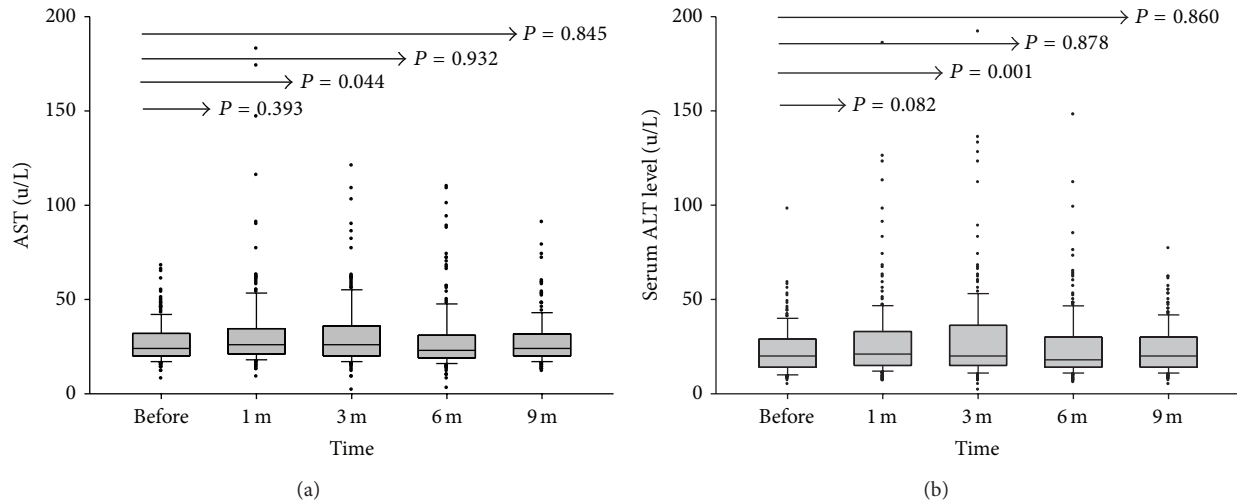 200
P = 0.845
P = 0.932
P = 0.044
P = 0.393
150
100
50
0
AST (u/L)
Before 1 m 3 m 6 m 9 m
Time
(a)
200
P = 0.860
P = 0.878
P = 0.001
P = 0.082
150
100
50
0
Serum ALT level (u/L)
Before 1 m 3 m 6 m 9 m
Time
(b)